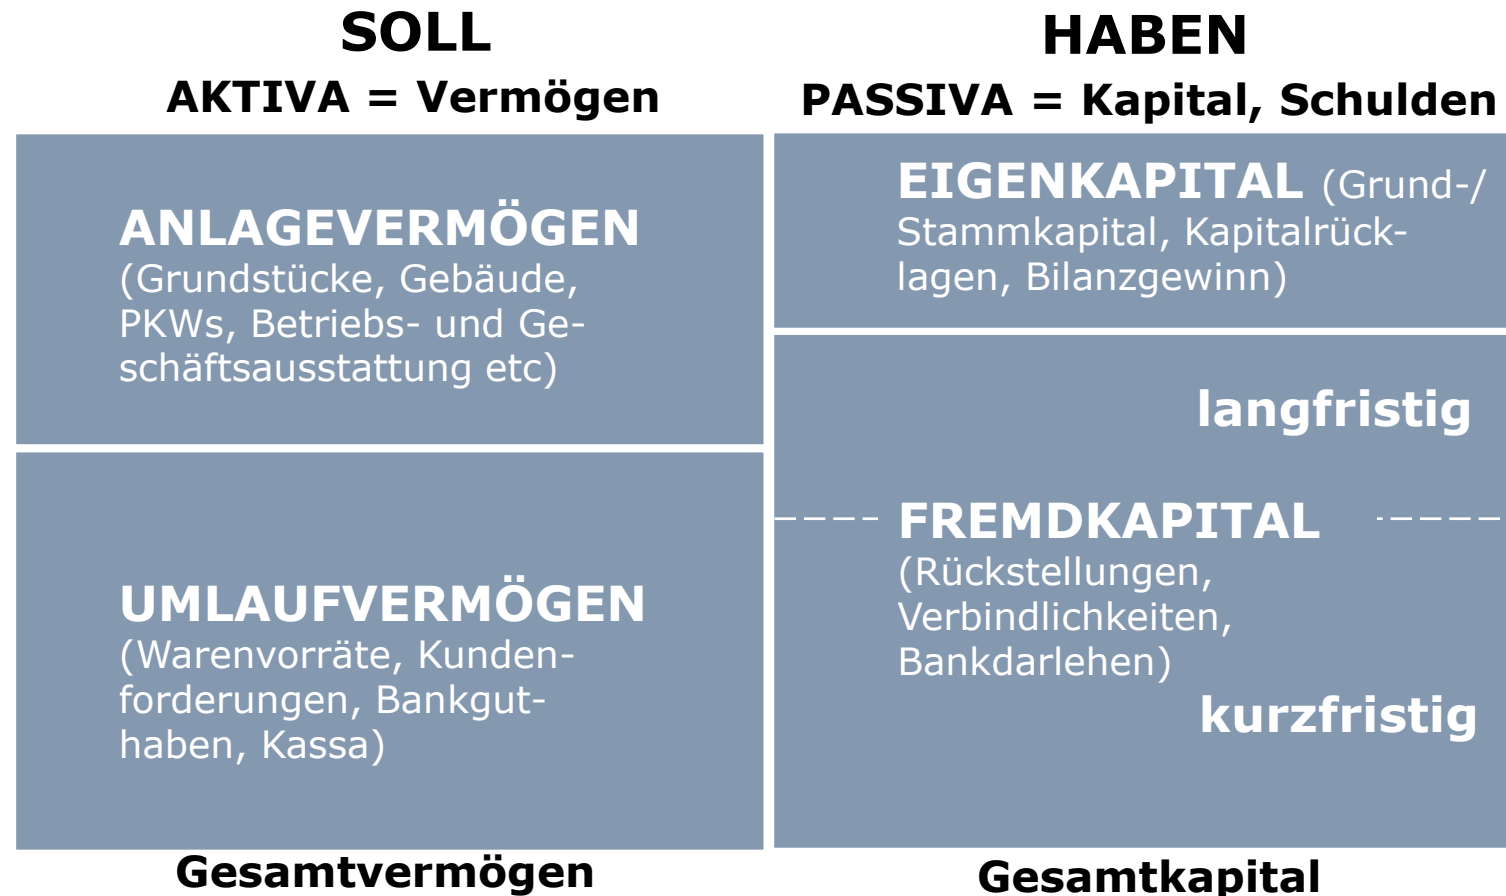 SOLL
AKTIVA = Vermögen
ANLAGEVERMÖGEN
(Grundstücke, Gebäude,
PKWs, Betriebs- und Ge-
schäftsausstattung etc)
UMLAUFVERMÖGEN
(Warenvorräte, Kunden-
forderungen, Bankgut-
haben, Kassa)
Gesamtvermögen
HABEN
PASSIVA = Kapital, Schulden
EIGENKAPITAL (Grund-/
Stammkapital, Kapitalrück-
lagen, Bilanzgewinn)
langfristig
FREMDKAPITAL
(Rückstellungen,
Verbindlichkeiten,
Bankdarlehen)
kurzfristig
Gesamtkapital